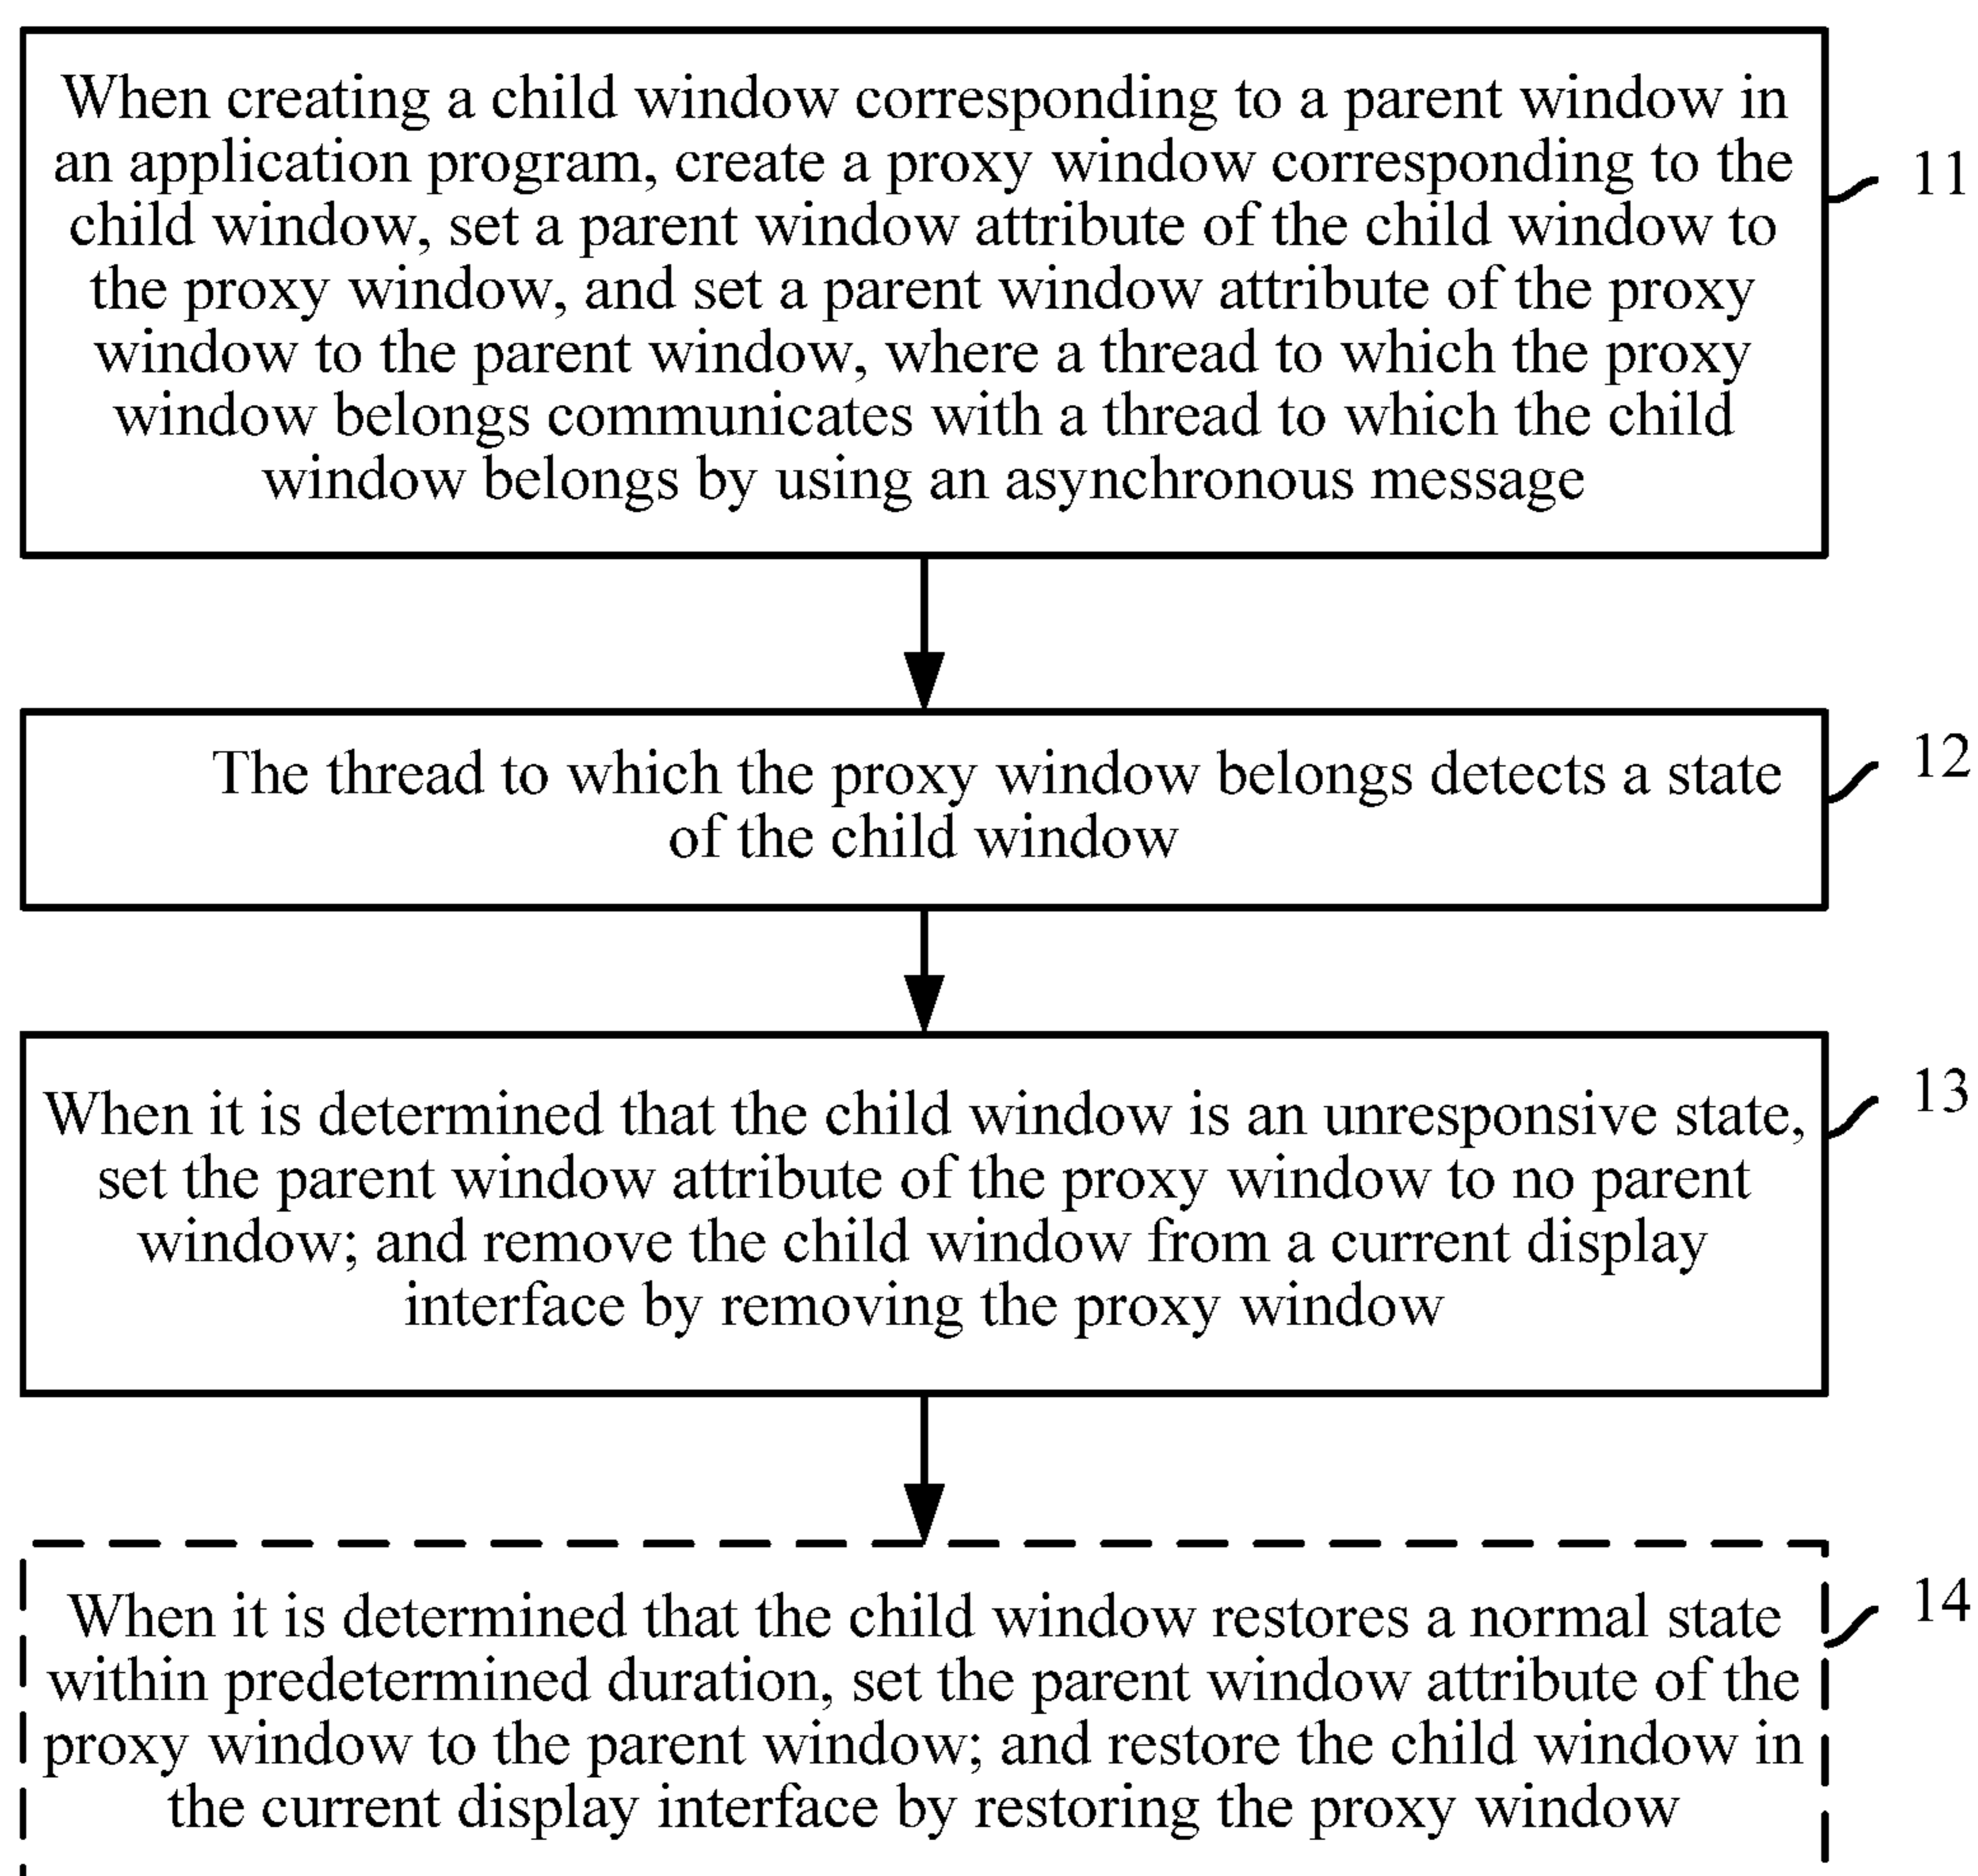 When creating a child window corresponding to a parent window in
an application program, create a proxy window corresponding to the
child window, set a parent window attribute of the child window to
the proxy window, and set a parent window attribute of the proxy
window to the parent window, where a thread to which the proxy
window belongs communicates with a thread to which the child
window belongs by using an asynchronous message
11
The thread to which the proxy window belongs detects a state
of the child window
12
When it is determined that the child window is an unresponsive state,
set the parent window attribute of the proxy window to no parent
window; and remove the child window from a current display
interface by removing the proxy window
13
When it is determined that the child window restores a normal state
within predetermined duration, set the parent window attribute of the
proxy window to the parent window; and restore the child window in
the current display interface by restoring the proxy window
14